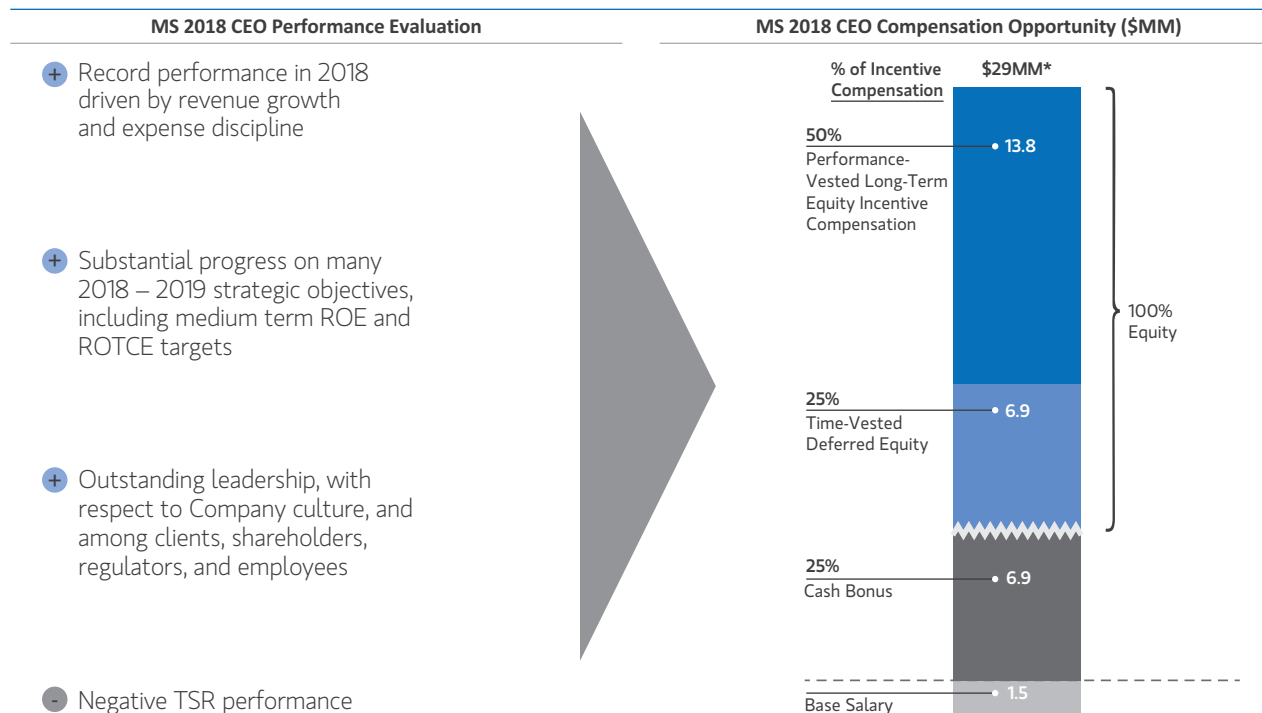 MS 2018 CEO Performance Evaluation
+ Record performance in 2018
driven by revenue growth
and expense discipline
+ Substantial progress on many
2018 – 2019 strategic objectives,
including medium term ROE and
ROTCE targets
+ Outstanding leadership, with
respect to Company culture, and
among clients, shareholders,
regulators, and employees
- Negative TSR performance
MS 2018 CEO Compensation Opportunity ($MM)
% of Incentive
Compensation
$29MM*
50%
Performance-
Vested Long-Term
Equity Incentive
Compensation
13.8
25%
Time-Vested
Deferred Equity
6.9
100%
Equity
25%
Cash Bonus
6.9
Base Salary
1.5